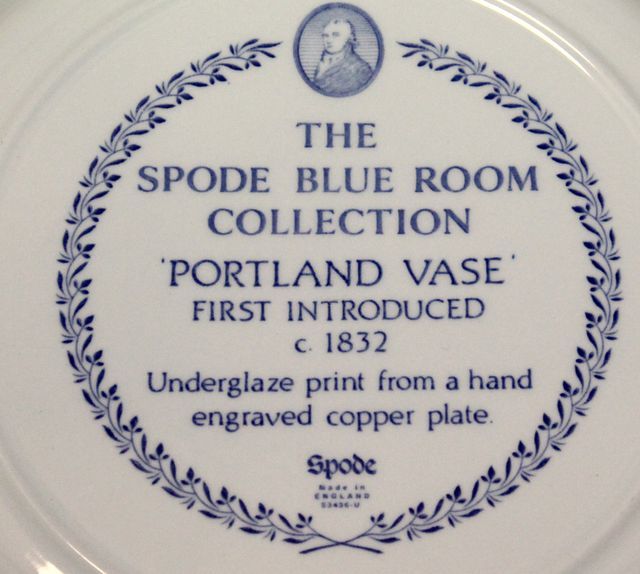 THE
SPODE BLUE ROOM
COLLECTION
'PORTLAND VASE'
FIRST INTRODUCED
c. 1832
Underglaze print from a hand
engraved copper plate.
Spode
Made in
ENGLAND
S3436-U